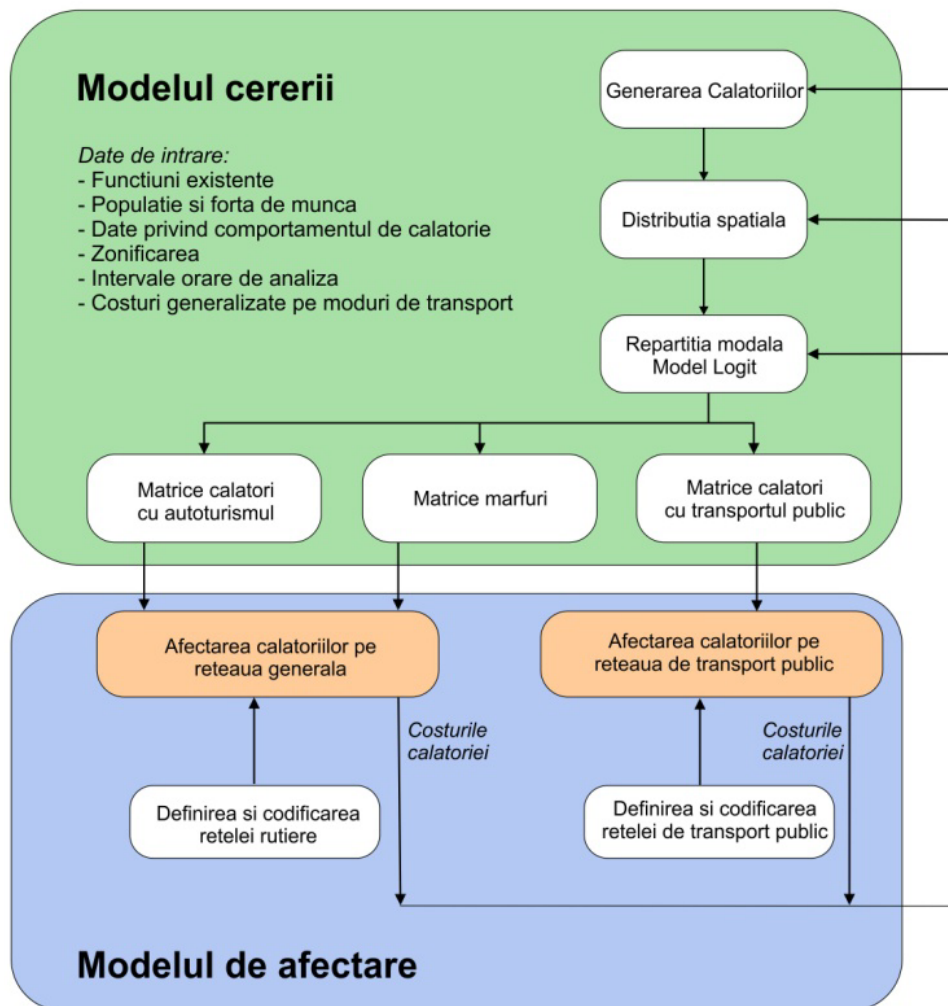 Modelul cererii
Date de intrare:
- Functiuni existente
- Populatie si forta de munca
- Date privind comportamentul de calatorie
- Zonificarea
- Intervale orare de analiza
- Costuri generalizate pe moduri de transport
Generarea Calatoriilor
Distributia spatiala
Repartitia modala
Model Logit
Matrice calatori
cu autoturismul
Matrice marfuri
Matrice calatori
cu transportul public
Afectarea calatoriilor pe
reteaua generala
Afectarea calatoriilor pe
reteaua de transport public
Costurile
calatoriei
Costurile
calatoriei
Definirea si codificarea
retelei rutiere
Definirea si codificarea
retelei de transport public
Modelul de afectare